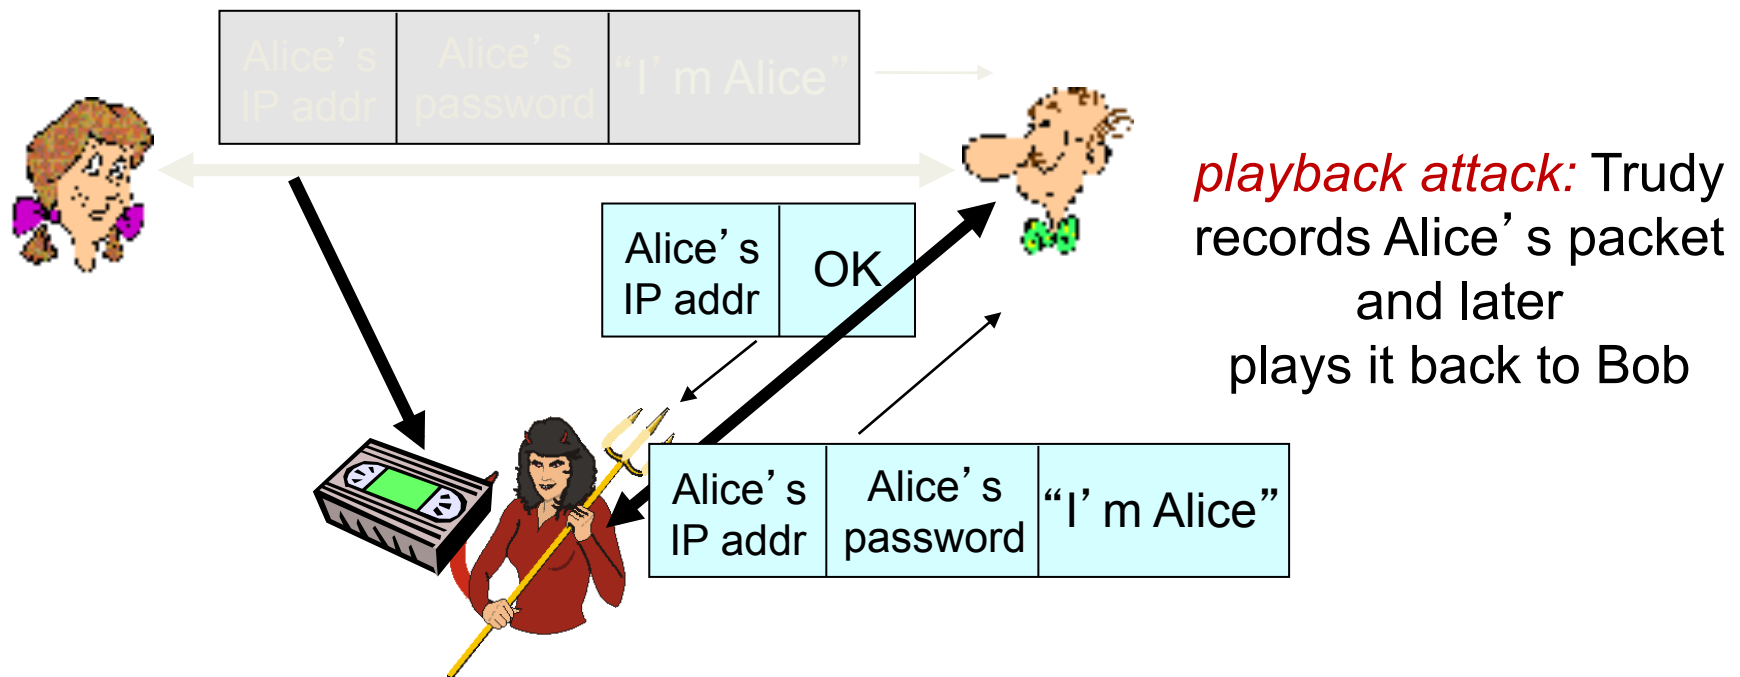 Alice’s
IP addr
Alice’s
password
“I’m Alice”
Alice’s
IP addr
OK
playback attack: Trudy
records Alice’s packet
and later
plays it back to Bob
Alice’s
IP addr
Alice’s
password
“I’m Alice”